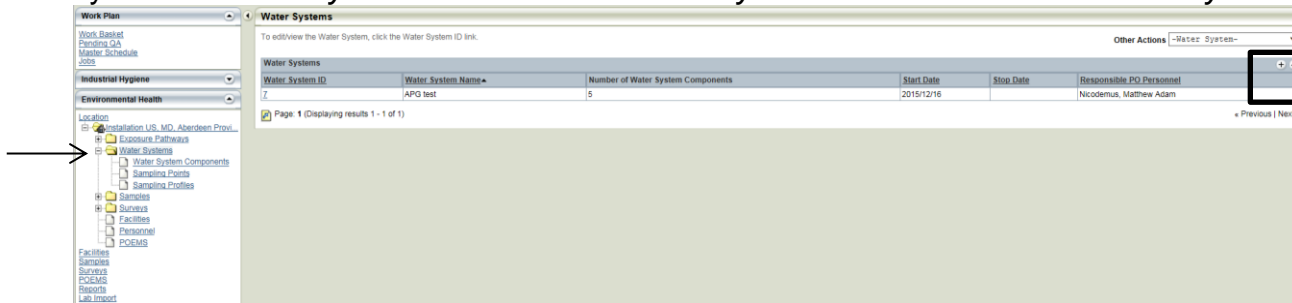 Work Plan
Work Basket
Pending QA
Master Schedule
Jobs
Industrial Hygiene
Environmental Health
Location
Installation US, MD, Aberdeen Provi...
Exposure Pathways
Water Systems
Water System Components
Sampling Points
Sampling Profiles
Samples
Surveys
Facilities
Personnel
POEMS
Facilities
Samples
Surveys
POEMS
Reports
Lab Import
Water Systems
To edit/view the Water System, click the Water System ID link.
Other Actions -Water System-
Water Systems
Water System ID Water System Name Number of Water System Components Start Date Stop Date Responsible PO Personnel
7 APG test 5 2015/12/16 Nicodemus, Matthew Adam
Page: 1 (Displaying results 1 - 1 of 1) « Previous | Next